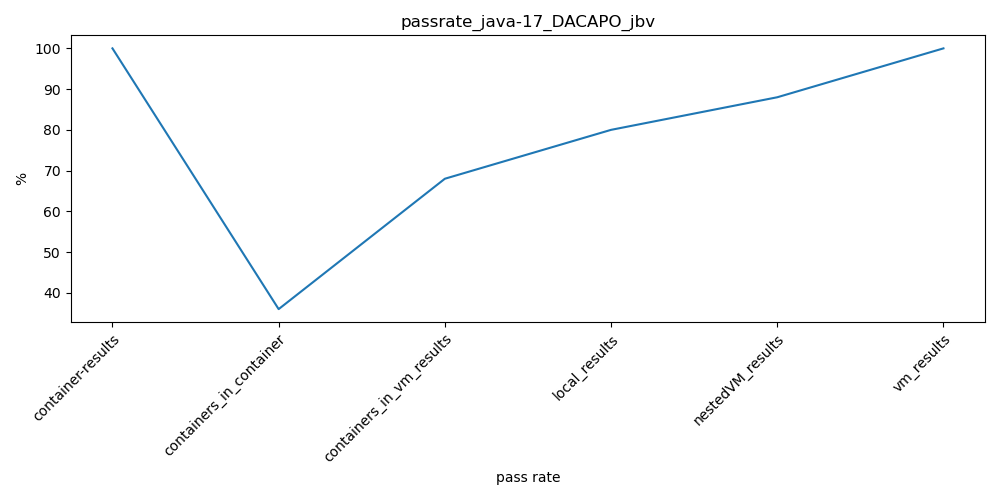 passrate_java-17_DACAPO_jbv
100
90
80
70
60
50
40
%
container-results
containers_in_container
containers_in_vm_results
local_results
nestedVM_results
vm_results
pass rate